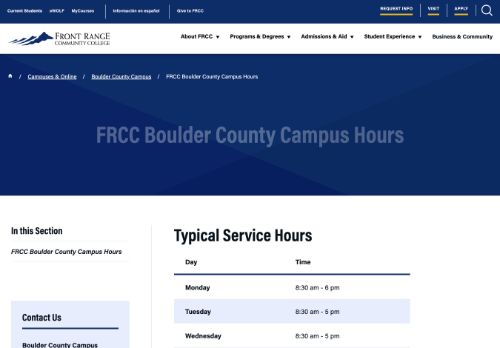 Current Students eWOLF MyCourses Información en español Give to FRCC REQUEST INFO VISIT APPLY
FRONT RANGE
COMMUNITY COLLEGE
About FRCC Programs & Degrees Admissions & Aid Student Experience Business & Community
/ Campuses & Online / Boulder County Campus / FRCC Boulder County Campus Hours
FRCC Boulder County Campus Hours
In this Section
FRCC Boulder County Campus Hours
Typical Service Hours
Day Time
Monday 8:30 am - 6 pm
Tuesday 8:30 am - 5 pm
Wednesday 8:30 am - 5 pm
Contact Us
Boulder County Campus